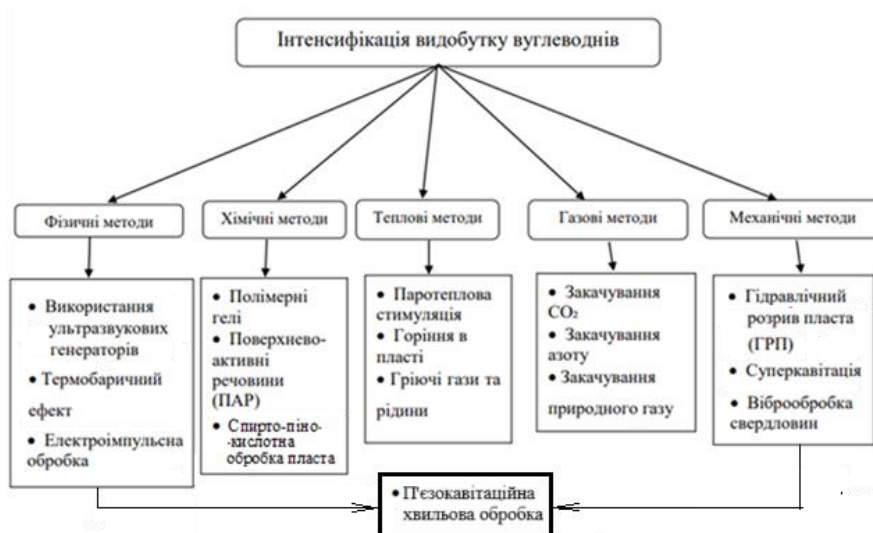 Інтенсифікація видобутку вуглеводнів
Фізичні методи
Хімічні методи
Теплові методи
Газові методи
Механічні методи
• Використання
ультразвукових
генераторів
• Термобаричний
ефект
• Електроімпульсна
обробка
• Полімерні
гелі
• Поверхнево-
активні
речовини
(ПАР)
• Спирто-піно-
-кислотна
обробка пласта
• Паротеплова
стимуляція
• Горіння в
пласті
• Гріючі гази та
рідини
• Закачування
CO₂
• Закачування
азоту
• Закачування
природного газу
• Гідравлічний
розрив пласта
(ГРП)
• Суперкавітація
• Віброобробка
свердловин
• П'єзокавітаційна
хвильова обробка